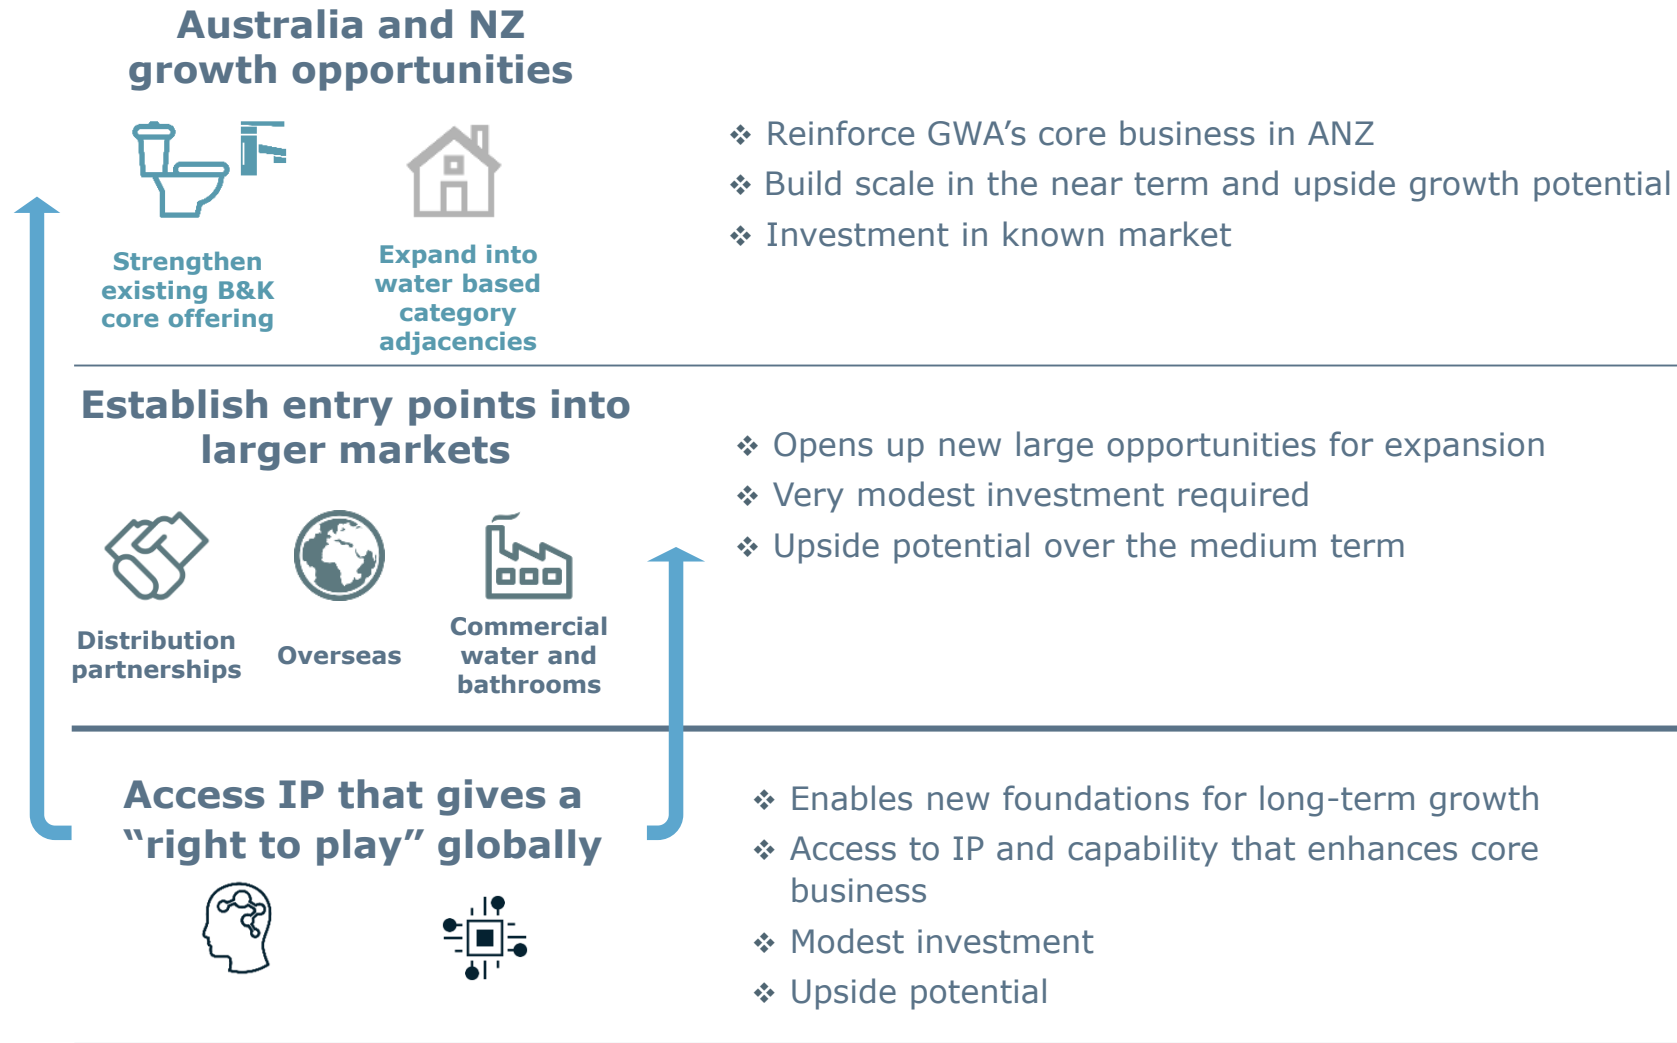 Australia and NZ
growth opportunities
Strengthen
existing B&K
core offering
Expand into
water based
category
adjacencies
❖ Reinforce GWA’s core business in ANZ
❖ Build scale in the near term and upside growth potential
❖ Investment in known market
Establish entry points into
larger markets
Distribution
partnerships
Overseas
Commercial
water and
bathrooms
❖ Opens up new large opportunities for expansion
❖ Very modest investment required
❖ Upside potential over the medium term
Access IP that gives a
“right to play” globally
❖ Enables new foundations for long-term growth
❖ Access to IP and capability that enhances core
business
❖ Modest investment
❖ Upside potential